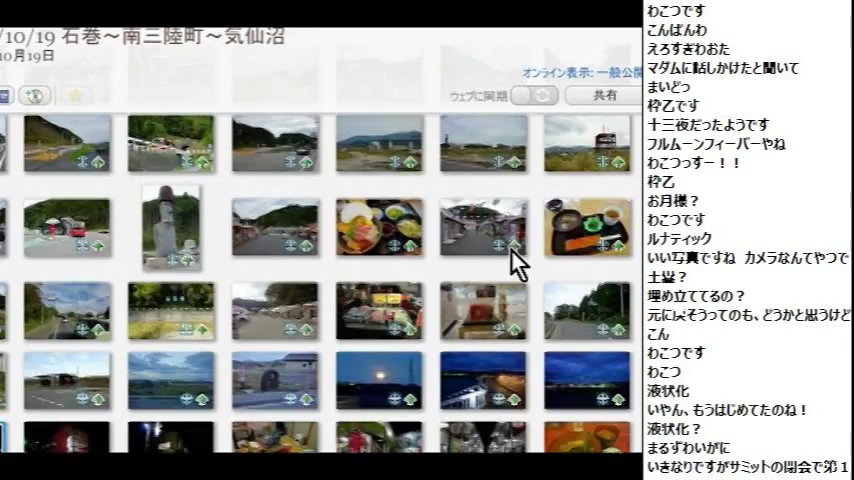 /10/19 石巻～南三陸町～気仙沼
10月19日
オンライン表示: 一般公開
ウェブに同期
共有
わこつです
こんばんわ
えろすぎわおた
マダムに話しかけたと聞いて
まいどっ
枠乙です
十三夜だったようです
フルムーンフィーバーやね
わこつっすー！！
枠乙
お月様？
わこつです
ルナティック
いい写真ですね カメラなんてやつで
土塁？
埋め立ててるの？
元に戻そうってのも、どうかと思うけど
こん
わこつです
わこつ
液状化
いやん、もうはじめてたのね！
液状化？
まるずわいがに
いきなりですがサミットの閉会で第１